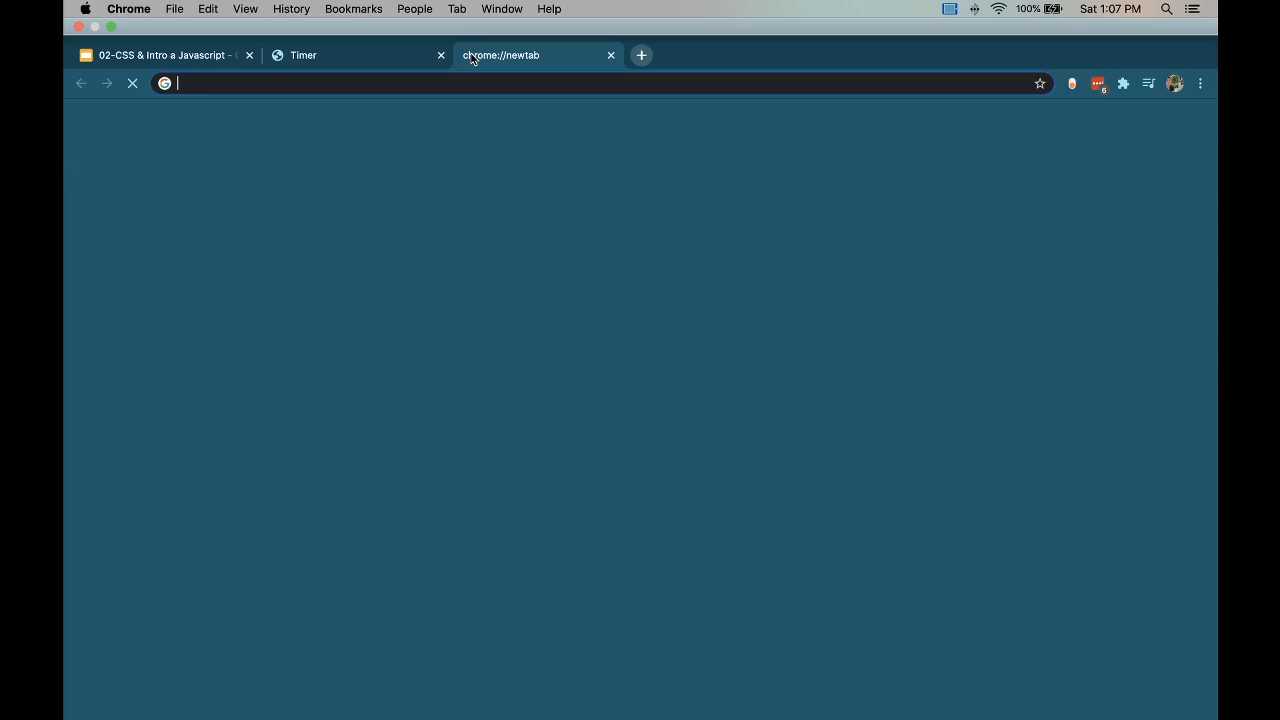 Chrome File Edit View History Bookmarks People Tab Window Help 100% Sat 1:07 PM
02-CSS & Intro a Javascript - Timer chrome://newtab
6